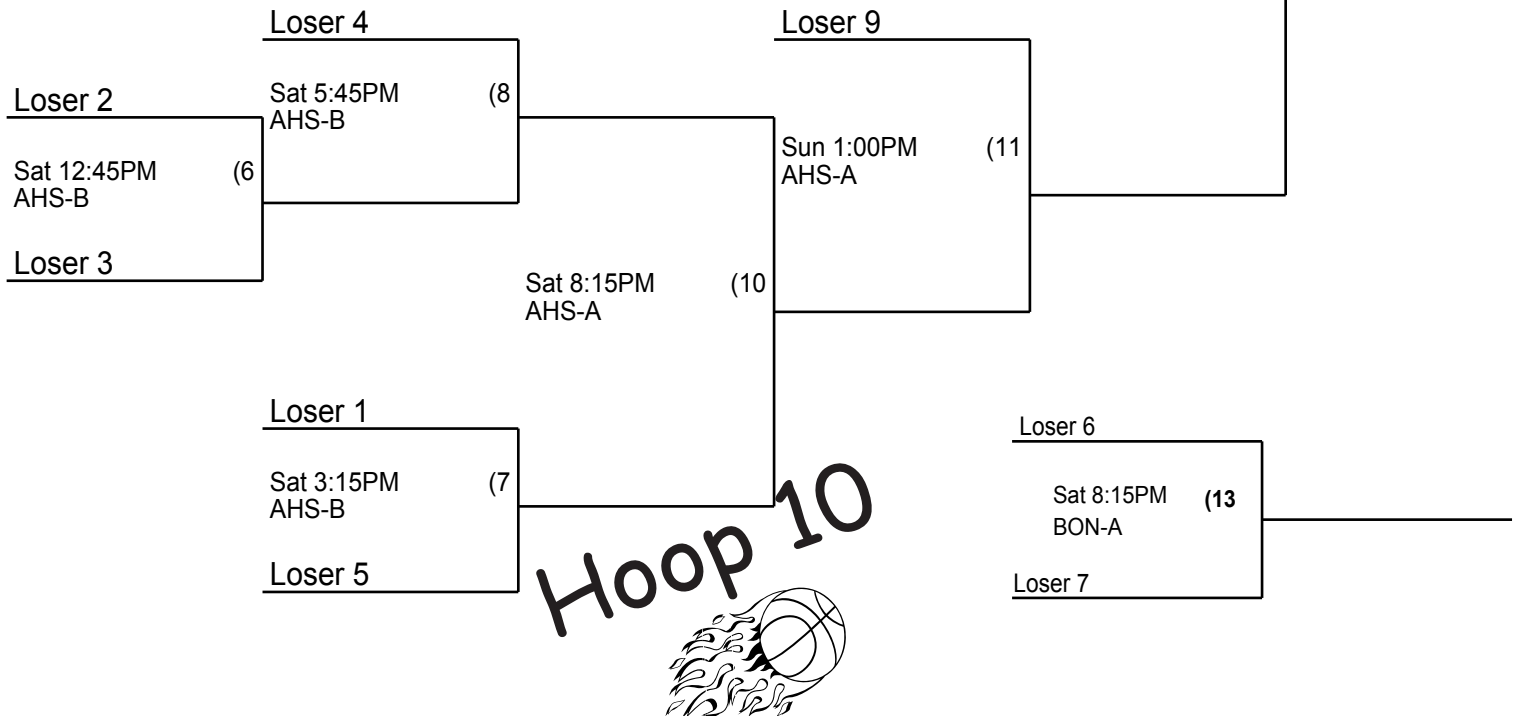 Loser 4
Loser 9
Loser 2
Sat 5:45PM (8
AHS-B
Sun 1:00PM (11
AHS-A
Sat 12:45PM (6
AHS-B
Loser 3
Sat 8:15PM (10
AHS-A
Loser 1
Loser 6
Sat 3:15PM (7
AHS-B
Sat 8:15PM (13
BON-A
Loser 5
Loser 7
Hoop 10